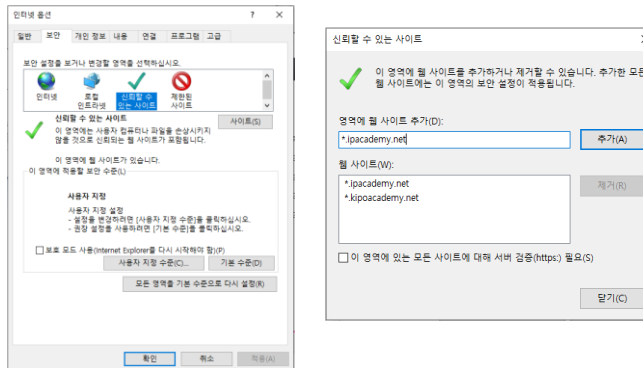 인터넷 옵션
? ×
일반 보안 개인 정보 내용 연결 프로그램 고급
보안 설정을 보거나 변경할 영역을 선택하십시오.
인터넷
로컬
인트라넷
신뢰할 수
있는 사이트
제한된
사이트
신뢰할 수 있는 사이트
사이트(S)
이 영역에는 사용자 컴퓨터나 파일을 손상시키지
않을 것으로 신뢰되는 웹 사이트가 포함됩니다.
이 영역에 웹 사이트가 있습니다.
이 영역에 적용할 보안 수준(L)
사용자 지정
사용자 지정 설정
- 설정을 변경하려면 [사용자 지정 수준]을 클릭하십시오.
- 권장 설정을 사용하려면 [기본 수준]을 클릭하십시오.
보호 모드 사용(Internet Explorer를 다시 시작해야 함)(P)
사용자 지정 수준(C)... 기본 수준(D)
모든 영역을 기본 수준으로 다시 설정(R)
확인 취소 적용(A)
신뢰할 수 있는 사이트
이 영역에 웹 사이트를 추가하거나 제거할 수 있습니다. 추가한 모든
웹 사이트에는 이 영역의 보안 설정이 적용됩니다.
영역에 웹 사이트 추가(D):
*.ipacademy.net
추가(A)
웹 사이트(W):
*.ipacademy.net
*.kipoacademy.net
제거(R)
이 영역에 있는 모든 사이트에 대해 서버 검증(https:) 필요(S)
닫기(C)